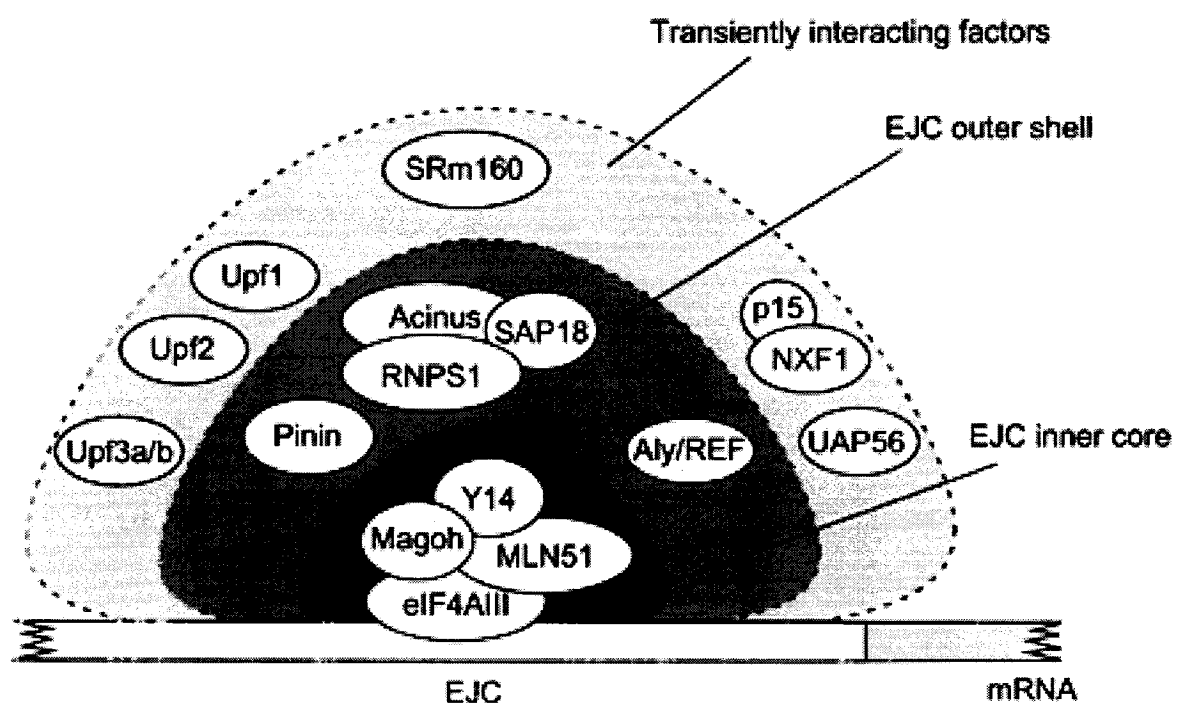 Transiently interacting factors
EJC outer shell
SRm160
Upf1
p15
Acinus
SAP18
Upf2
NXF1
RNPS1
Pinin
Aly/REF
UAP56
EJC inner core
Upf3a/b
Y14
Magoh
MLN51
eIF4AIII
EJC
mRNA